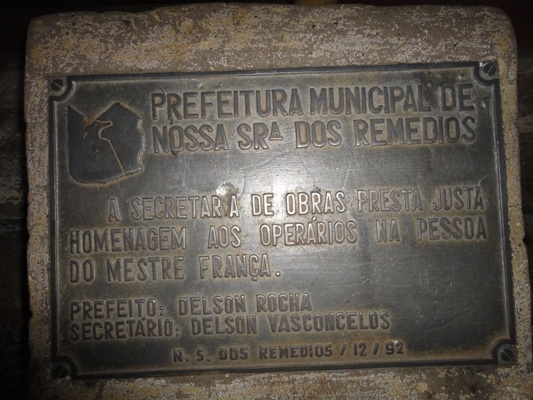 PREFEITURA MUNICIPAL DE
NOSSA SRA DOS REMEDIOS
A SECRETARIA DE OBRAS PRESTA JUSTA
HOMENAGEM AOS OPERÁRIOS NA PESSOA
DO MESTRE FRANÇA.
PREFEITO: DELSON ROCHA
SECRETÁRIO: DELSON VASCONCELOS
N. S. DOS REMEDIOS / 12 / 92